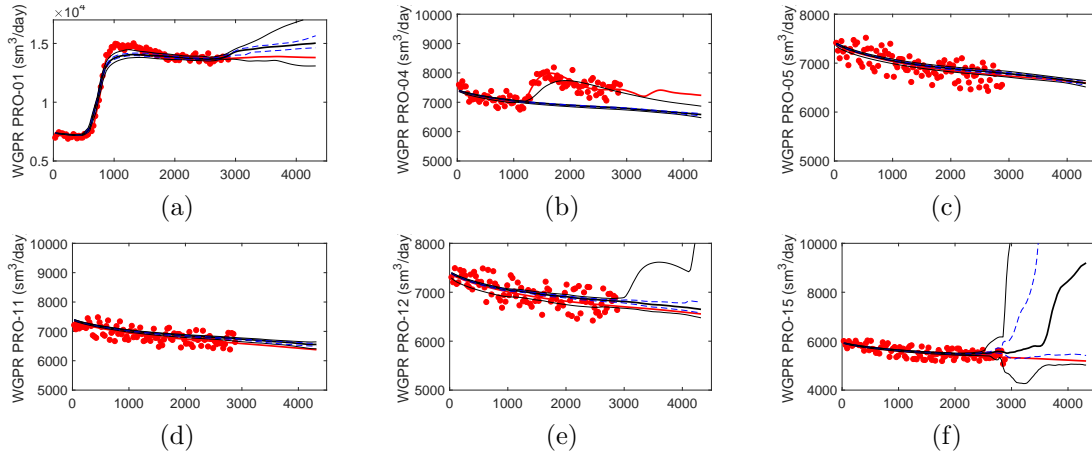 ×10⁴
WGPR PRO-01 (sm³/day)
1.5
1
0.5
0 1000 2000 3000 4000
(a)
WGPR PRO-04 (sm³/day)
10000
9000
8000
7000
6000
5000
0 1000 2000 3000 4000
(b)
WGPR PRO-05 (sm³/day)
8000
7000
6000
5000
0 1000 2000 3000 4000
(c)
WGPR PRO-11 (sm³/day)
10000
9000
8000
7000
6000
5000
0 1000 2000 3000 4000
(d)
WGPR PRO-12 (sm³/day)
8000
7000
6000
5000
0 1000 2000 3000 4000
(e)
WGPR PRO-15 (sm³/day)
10000
8000
6000
4000
0 1000 2000 3000 4000
(f)